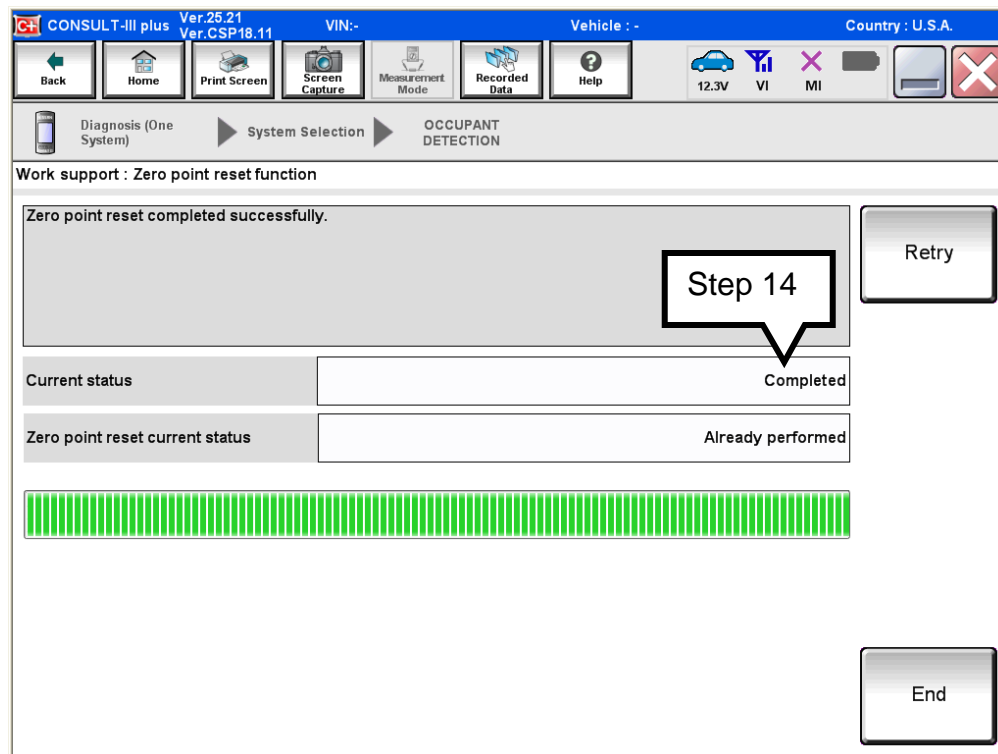 C+ CONSULT-III plus Ver.25.21 VIN:- Vehicle : - Country : U.S.A.
Ver.CSP18.11
Back Home Print Screen Screen Capture Measurement Mode Recorded Data Help 12.3V VI MI
Diagnosis (One System) System Selection OCCUPANT DETECTION
Work support : Zero point reset function
Zero point reset completed successfully.
Retry
Step 14
Current status Completed
Zero point reset current status Already performed
End